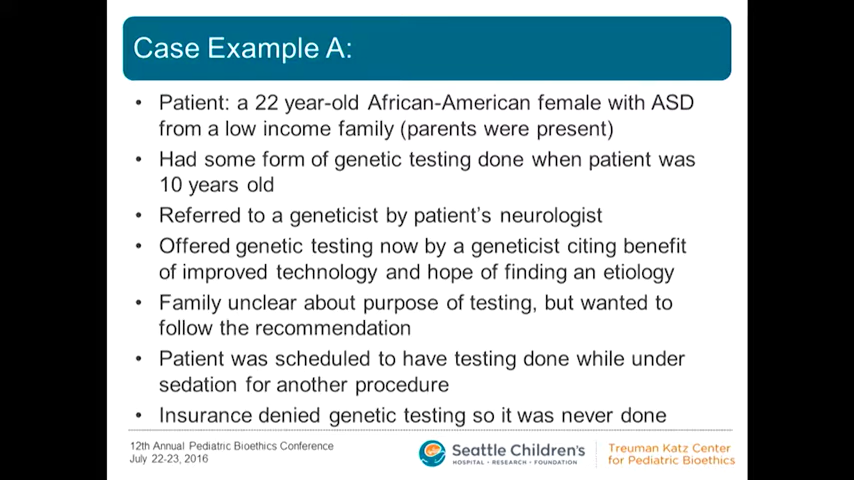 Case Example A:
• Patient: a 22 year-old African-American female with ASD
from a low income family (parents were present)
• Had some form of genetic testing done when patient was
10 years old
• Referred to a geneticist by patient's neurologist
• Offered genetic testing now by a geneticist citing benefit
of improved technology and hope of finding an etiology
• Family unclear about purpose of testing, but wanted to
follow the recommendation
• Patient was scheduled to have testing done while under
sedation for another procedure
• Insurance denied genetic testing so it was never done
12th Annual Pediatric Bioethics Conference
July 22-23, 2016
Seattle Children's
HOSPITAL • RESEARCH • FOUNDATION
Treuman Katz Center
for Pediatric Bioethics